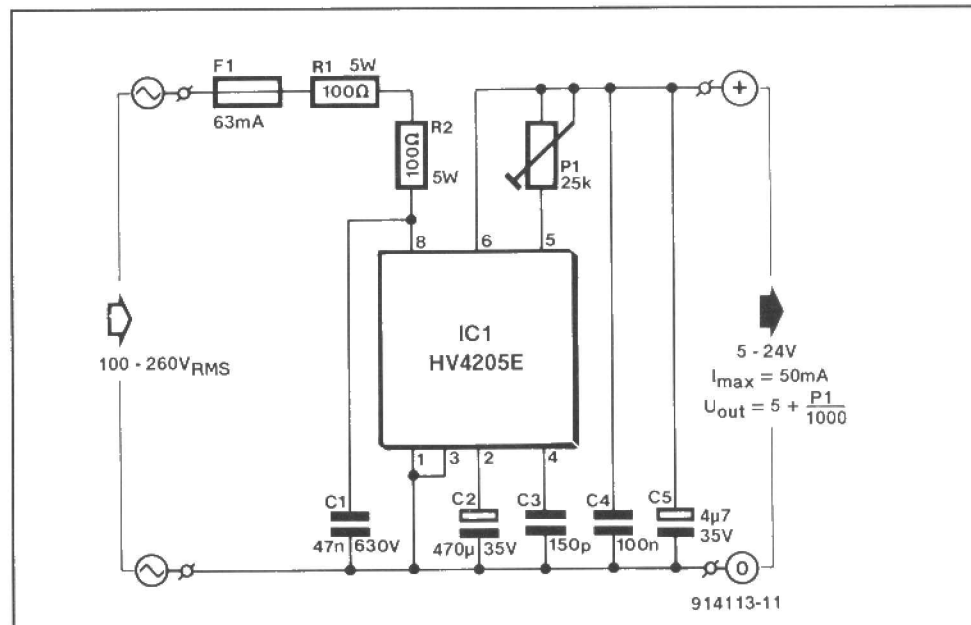 F1
63mA
R1 5W
100Ω
R2
100Ω
5W
P1
25k
8
6
5
IC1
HV4205E
100 - 260VRMS
5 - 24V
Imax = 50mA
Uout = 5 + P1
1000
1
3
2
4
C1
47n 630V
C2
470µ 35V
C3
150p
C4
100n
C5
4µ7
35V
+
0
914113-11